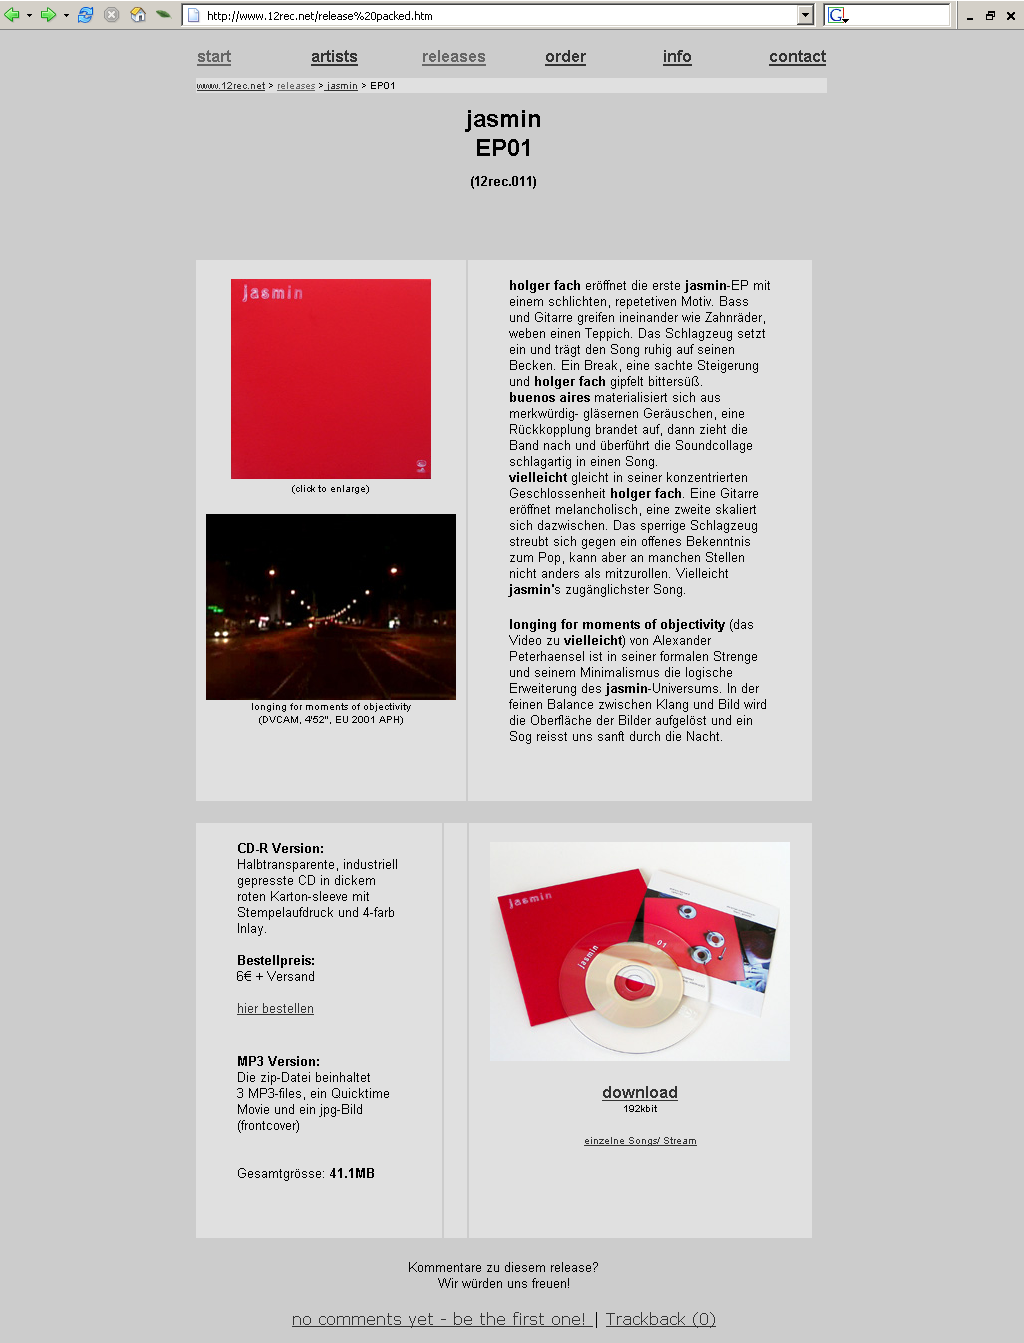 http://www.12rec.net/release%20packed.htm
start artists releases order info contact
www.12rec.net > releases > jasmin > EP01
jasmin
EP01
(12rec.011)
jasmin
(click to enlarge)
longing for moments of objectivity
(DVCAM, 4'52", EU 2001 APH)
holger fach eröffnet die erste jasmin-EP mit
einem schlichten, repetetiven Motiv. Bass
und Gitarre greifen ineinander wie Zahnräder,
weben einen Teppich. Das Schlagzeug setzt
ein und trägt den Song ruhig auf seinen
Becken. Ein Break, eine sachte Steigerung
und holger fach gipfelt bittersüß.
buenos aires materialisiert sich aus
merkwürdig- gläsernen Geräuschen, eine
Rückkopplung brandet auf, dann zieht die
Band nach und überführt die Soundcollage
schlagartig in einen Song.
vielleicht gleicht in seiner konzentrierten
Geschlossenheit holger fach. Eine Gitarre
eröffnet melancholisch, eine zweite skaliert
sich dazwischen. Das sperrige Schlagzeug
streubt sich gegen ein offenes Bekenntnis
zum Pop, kann aber an manchen Stellen
nicht anders als mitzurollen. Vielleicht
jasmin's zugänglichster Song.
longing for moments of objectivity (das
Video zu vielleicht) von Alexander
Peterhaensel ist in seiner formalen Strenge
und seinem Minimalismus die logische
Erweiterung des jasmin-Universums. In der
feinen Balance zwischen Klang und Bild wird
die Oberfläche der Bilder aufgelöst und ein
Sog reisst uns sanft durch die Nacht.
CD-R Version:
Halbtransparente, industriell
gepresste CD in dickem
roten Karton-sleeve mit
Stempelaufdruck und 4-farb
Inlay.
Bestellpreis:
6€ + Versand
hier bestellen
MP3 Version:
Die zip-Datei beinhaltet
3 MP3-files, ein Quicktime
Movie und ein jpg-Bild
(frontcover)
Gesamtgrösse: 41.1MB
jasmin
jasmin
01
download
192kbit
einzelne Songs/ Stream
Kommentare zu diesem release?
Wir würden uns freuen!
no comments yet - be the first one! | Trackback (0)